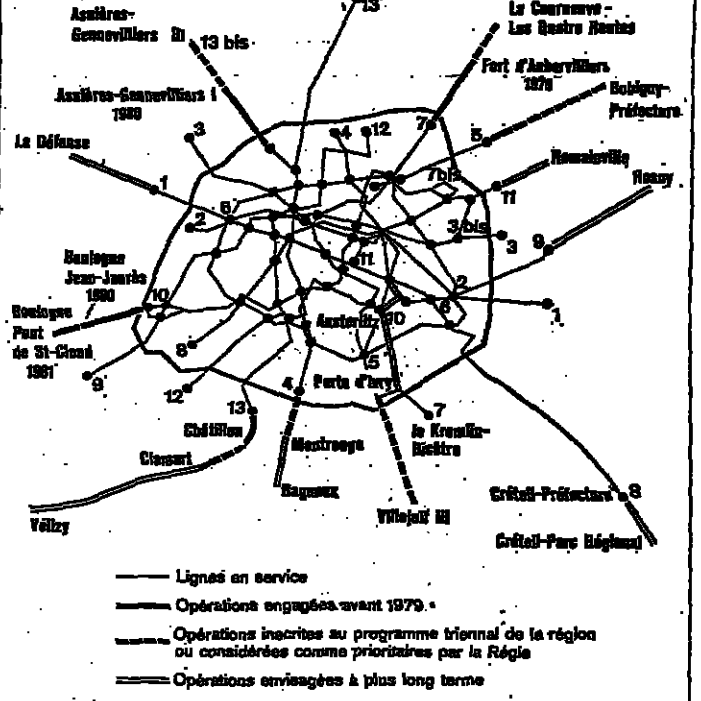 13
Asnières-
Gennevilliers III
13 bis
La Courneuve -
Les Quatre Routes
Fort d'Aubervilliers
1979
Bobigny-
Préfecture
Asnières-Gennevilliers I
1980
La Défense
3
4
12
7
5
Romainville
Rosny
1
7bis
11
2
6
3 bis
3
9
11
Boulogne
Jean-Jaurès
1980
10
Boulogne
Pont
de St-Cloud
1981
2
6
1
Austerlitz
10
8
5
9
12
4
Porte d'Ivry
13
7
le Kremlin-
Bicêtre
Châtillon
Clamart
Montrouge
Bagneux
Vélizy
Villejuif III
Créteil-Préfecture
8
Créteil-Parc Régional
Lignes en service
Opérations engagées avant 1979.
Opérations inscrites au programme triennal de la région
ou considérées comme prioritaires par la Régie
Opérations envisagées à plus long terme